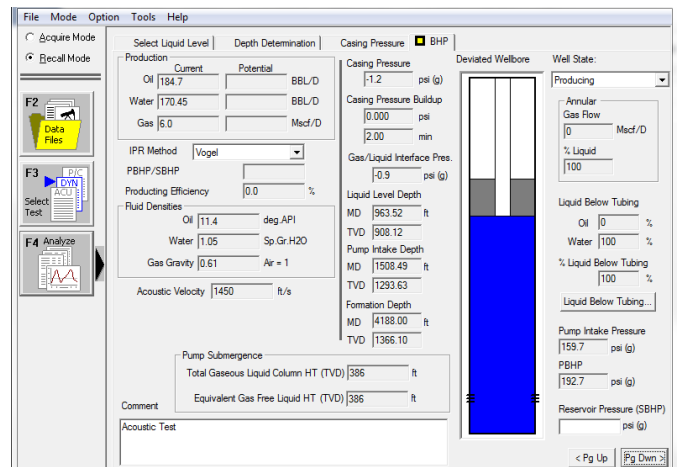 File Mode Option Tools Help
Acquire Mode
Recall Mode
F2
Data
Files
F3
P/C
DYN
ACU
Select
Test
F4 Analyze
Select Liquid Level
Depth Determination
Casing Pressure
BHP
Production
Current Potential
Oil 184.7 BBL/D
Water 170.45 BBL/D
Gas 6.0 Mscf/D
IPR Method Vogel
PBHP/SBHP
Producing Efficiency 0.0 %
Fluid Densities
Oil 11.4 deg.API
Water 1.05 Sp.Gr.H2O
Gas Gravity 0.61 Air = 1
Acoustic Velocity 1450 ft/s
Casing Pressure
-1.2 psi (g)
Casing Pressure Buildup
0.000 psi
2.00 min
Gas/Liquid Interface Pres.
-0.9 psi (g)
Liquid Level Depth
MD 963.52 ft
TVD 908.12
Pump Intake Depth
MD 1508.49 ft
TVD 1293.63
Formation Depth
MD 4188.00 ft
TVD 1366.10
Pump Submergence
Total Gaseous Liquid Column HT (TVD) 386 ft
Equivalent Gas Free Liquid HT (TVD) 386 ft
Comment
Acoustic Test
Deviated Wellbore
Well State:
Producing
Annular
Gas Flow
0 Mscf/D
% Liquid
100
Liquid Below Tubing
Oil 0 %
Water 100 %
% Liquid Below Tubing
100 %
Liquid Below Tubing...
Pump Intake Pressure
159.7 psi (g)
PBHP
192.7 psi (g)
Reservoir Pressure (SBHP)
psi (g)
< Pg Up Pg Dwn >